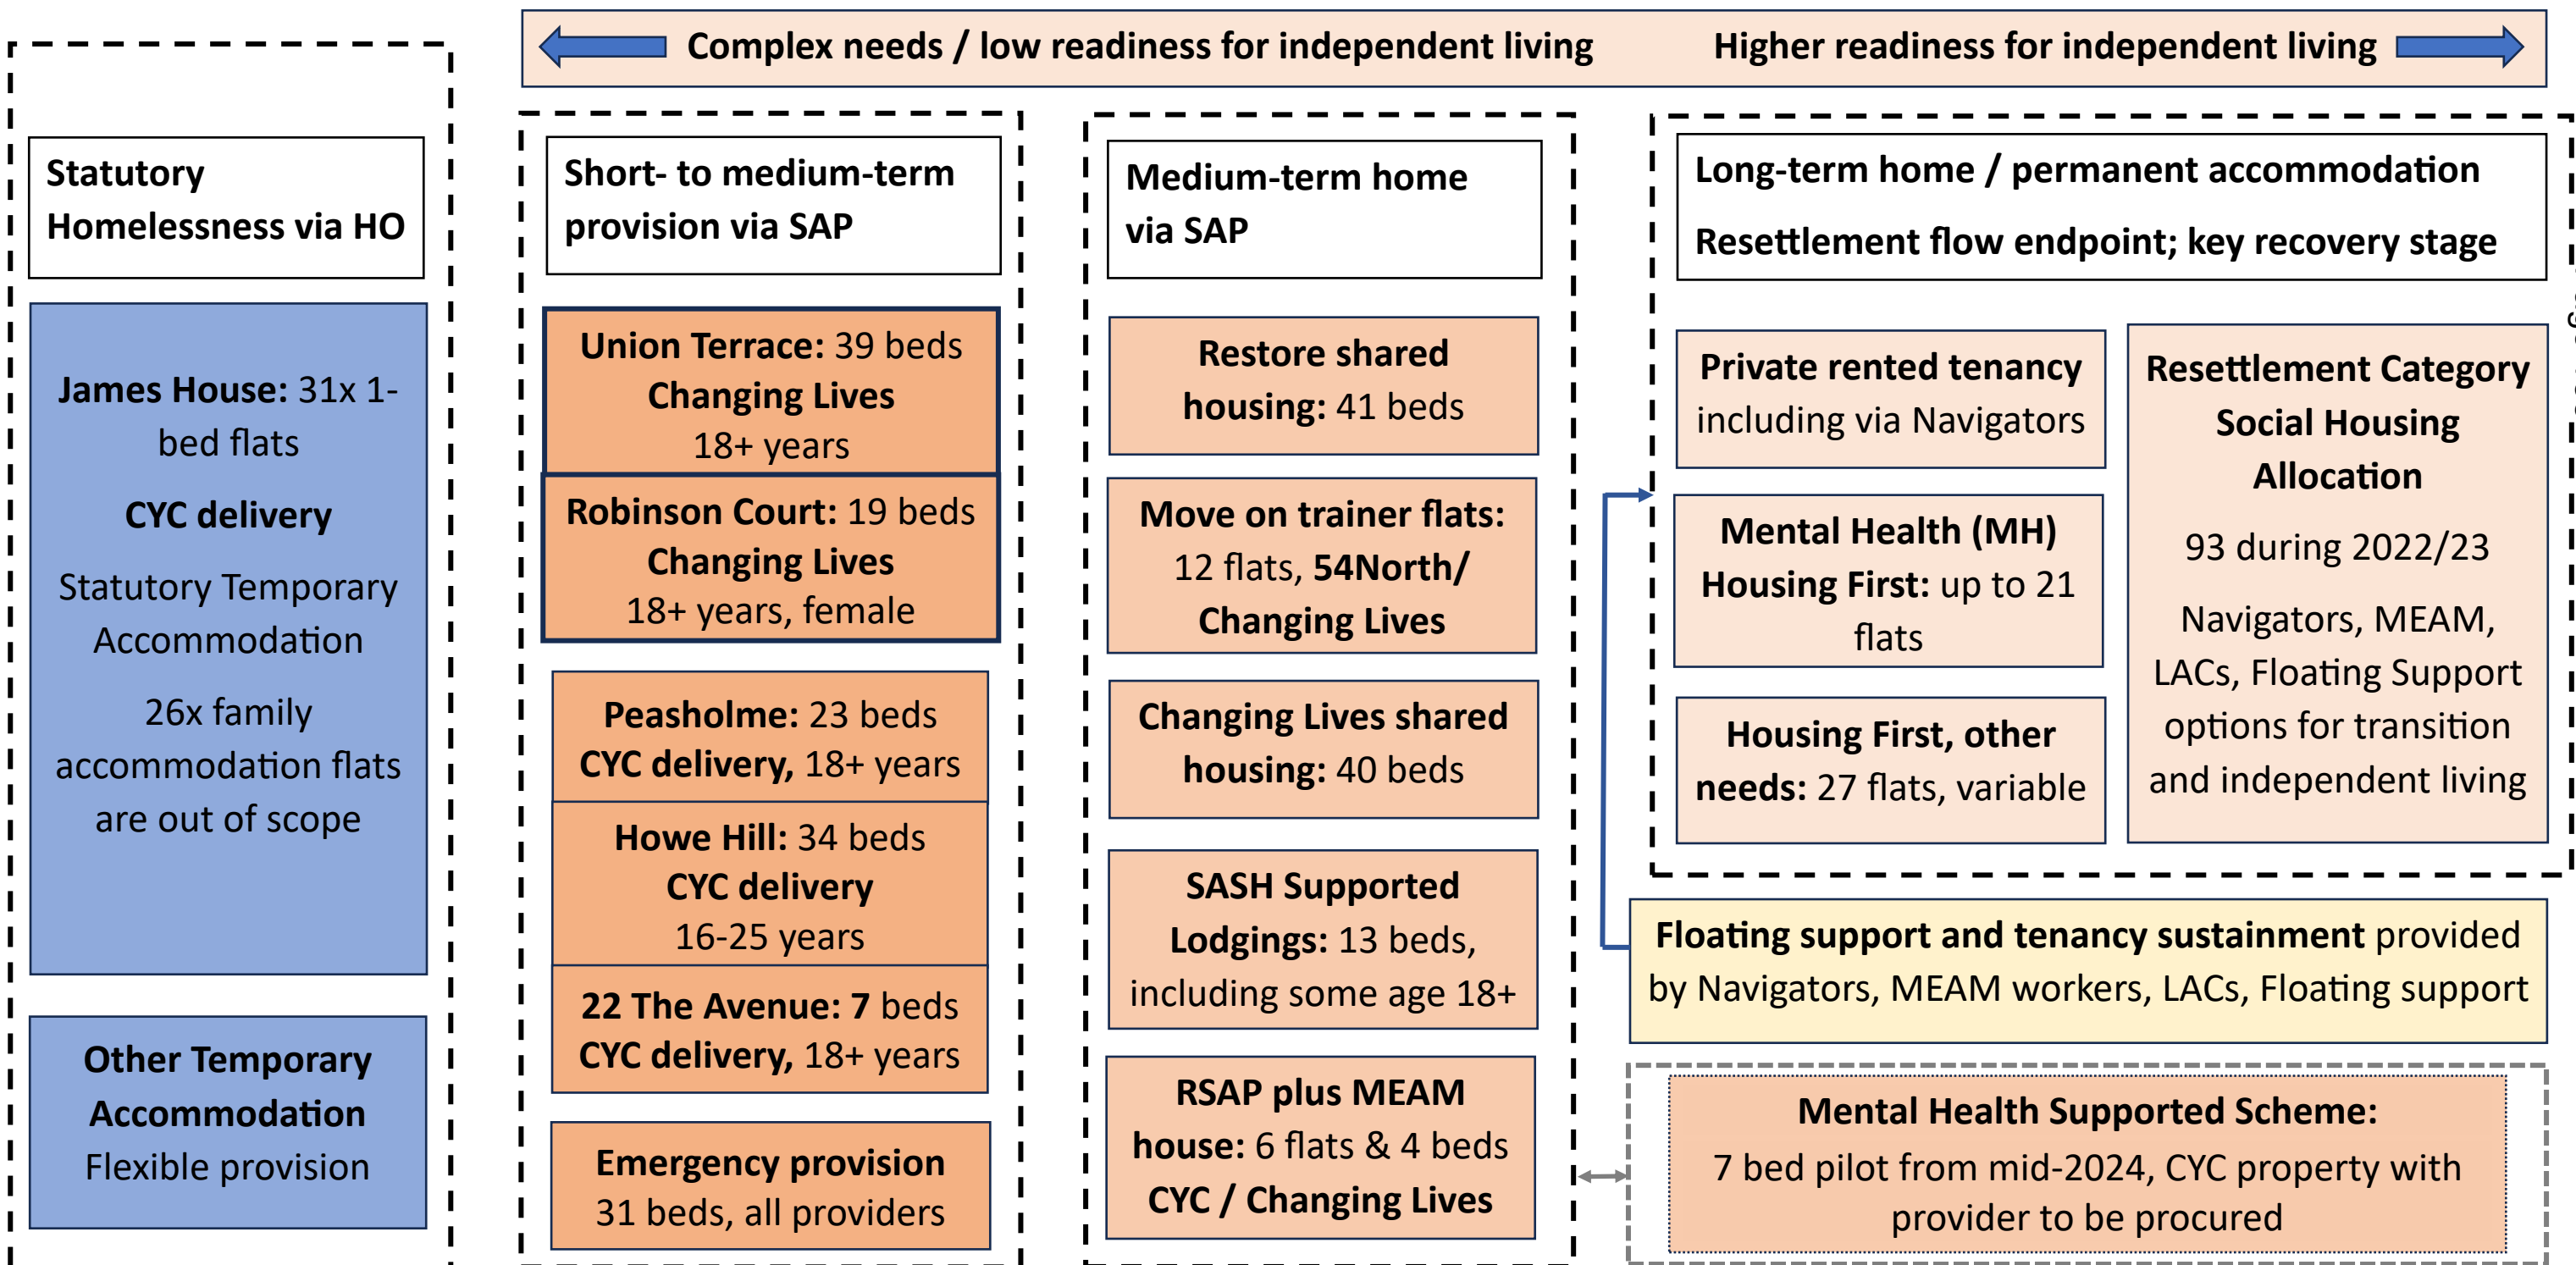 Complex needs / low readiness for independent living
Higher readiness for independent living
Statutory
Homelessness via HO
James House: 31x 1-
bed flats
CYC delivery
Statutory Temporary
Accommodation
26x family
accommodation flats
are out of scope
Other Temporary
Accommodation
Flexible provision
Short- to medium-term
provision via SAP
Union Terrace: 39 beds
Changing Lives
18+ years
Robinson Court: 19 beds
Changing Lives
18+ years, female
Peasholme: 23 beds
CYC delivery, 18+ years
Howe Hill: 34 beds
CYC delivery
16-25 years
22 The Avenue: 7 beds
CYC delivery, 18+ years
Emergency provision
31 beds, all providers
Medium-term home
via SAP
Restore shared
housing: 41 beds
Move on trainer flats:
12 flats, 54North/
Changing Lives
Changing Lives shared
housing: 40 beds
SASH Supported
Lodgings: 13 beds,
including some age 18+
RSAP plus MEAM
house: 6 flats & 4 beds
CYC / Changing Lives
Long-term home / permanent accommodation
Resettlement flow endpoint; key recovery stage
Private rented tenancy
including via Navigators
Mental Health (MH)
Housing First: up to 21
flats
Housing First, other
needs: 27 flats, variable
Resettlement Category
Social Housing
Allocation
93 during 2022/23
Navigators, MEAM,
LACs, Floating Support
options for transition
and independent living
Floating support and tenancy sustainment provided
by Navigators, MEAM workers, LACs, Floating support
Mental Health Supported Scheme:
7 bed pilot from mid-2024, CYC property with
provider to be procured